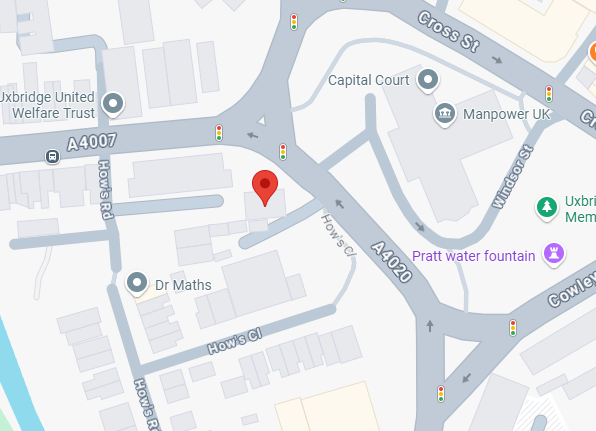 Cross St
Capital Court
Uxbridge United
Welfare Trust
Manpower UK
A4007
How's Rd
Windsor St
Uxbri
Mem
How's Cl
A4020
Pratt water fountain
Dr Maths
Cowley
How's Cl
How's Rd